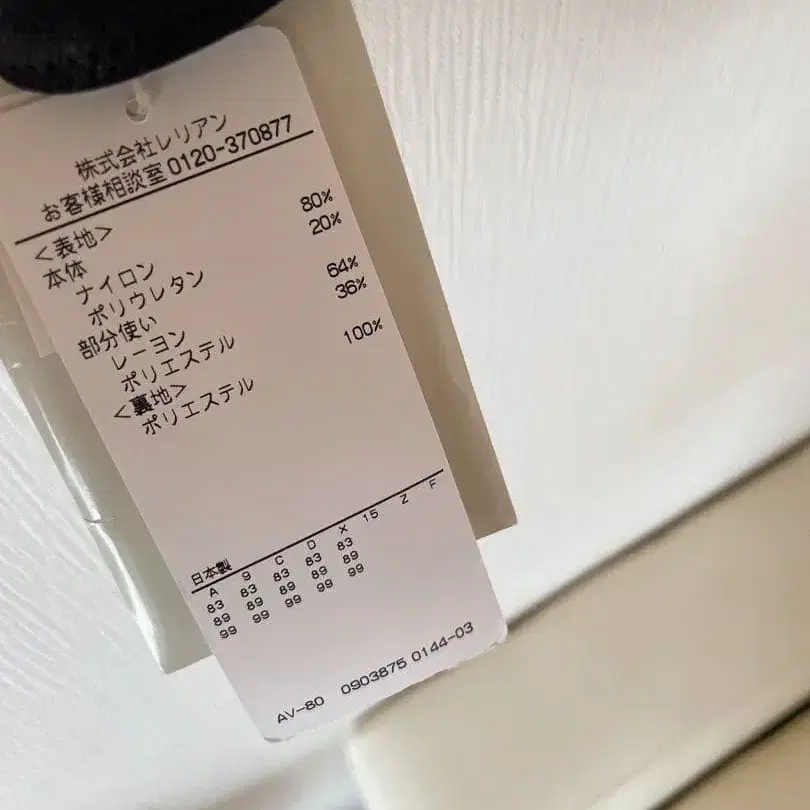 株式会社レリアン
お客様相談室 0120-370877
<表地>
本体
ナイロン 80%
ポリウレタン 20%
部分使い
レーヨン 64%
ポリエステル 36%
<裏地>
ポリエステル 100%
日本製
A 9 C D X 15 Z F
83 83 83 83 83
89 89 89 89 89
99 99 99 99 99
AV-80 0903875 0144-03